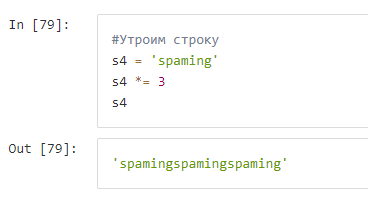 In [79]:
#Утроим строку
s4 = 'spaming'
s4 *= 3
s4
Out [79]:
'spamingspamingspaming'